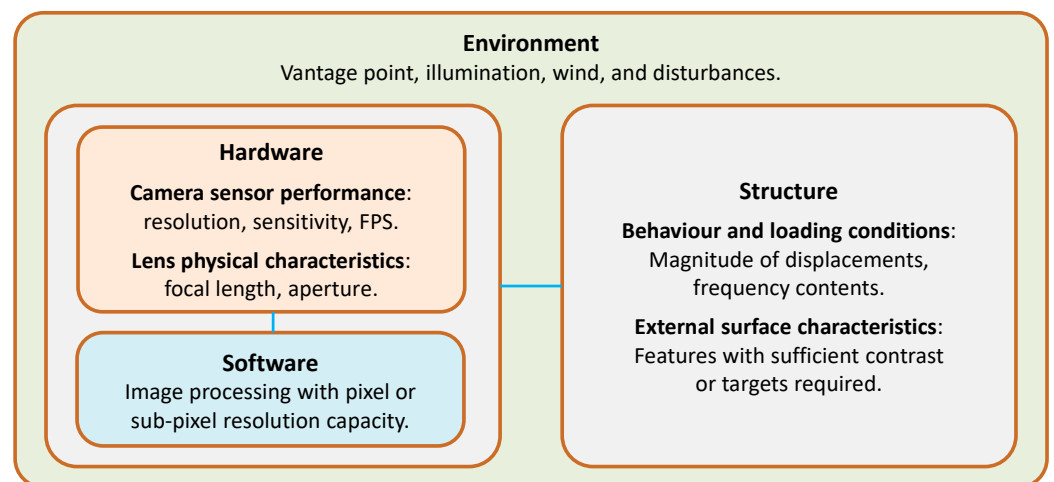 Environment
Vantage point, illumination, wind, and disturbances.
Hardware
Camera sensor performance:
resolution, sensitivity, FPS.
Lens physical characteristics:
focal length, aperture.
Software
Image processing with pixel or
sub-pixel resolution capacity.
Structure
Behaviour and loading conditions:
Magnitude of displacements,
frequency contents.
External surface characteristics:
Features with sufficient contrast
or targets required.